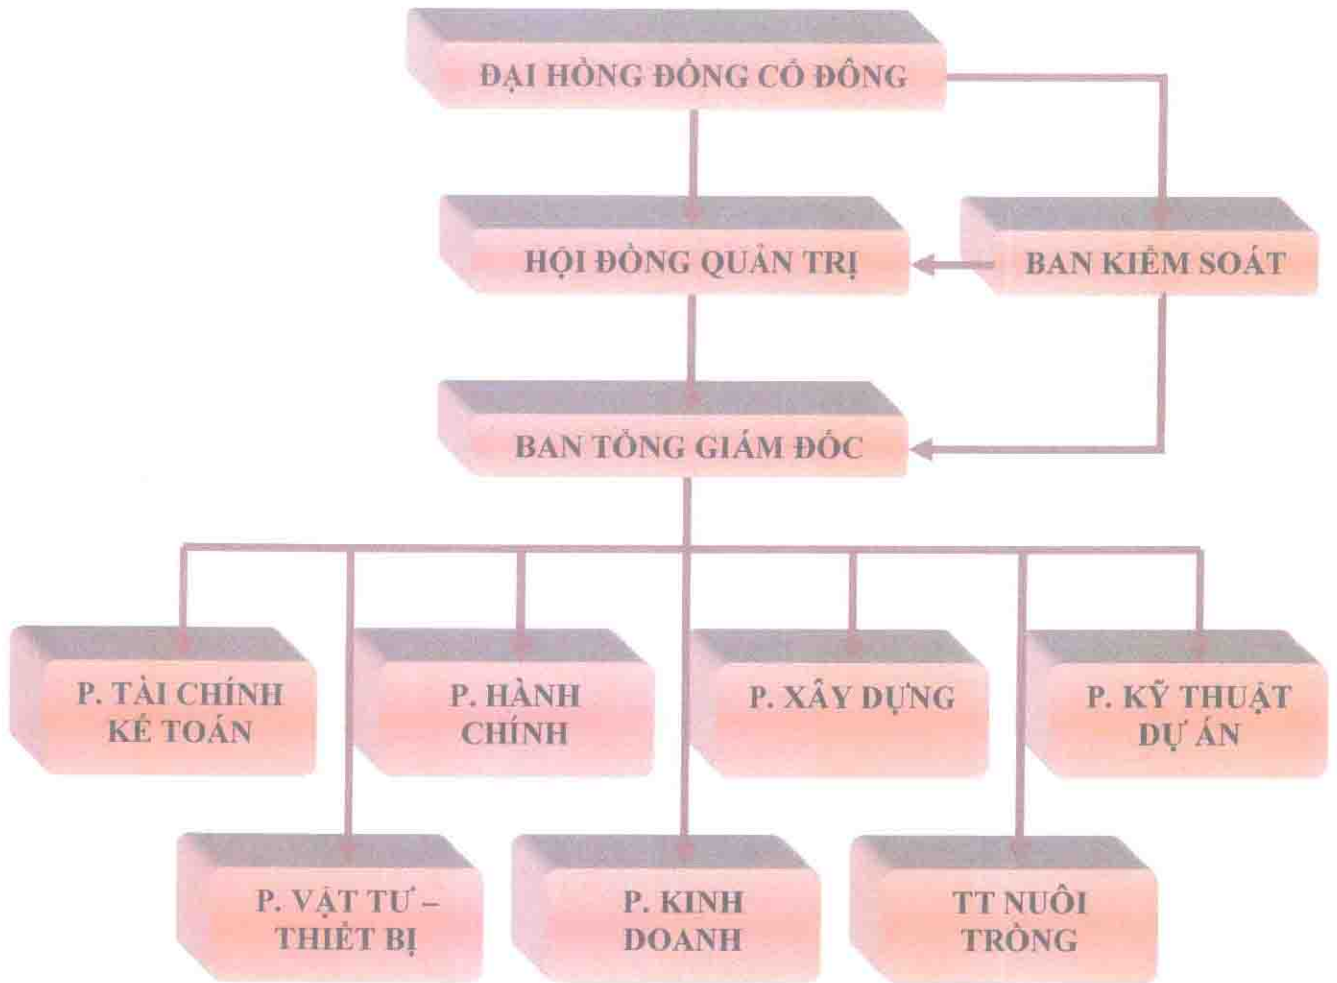 ĐẠI HỒNG ĐỒNG CỔ ĐÔNG
HỘI ĐỒNG QUẢN TRỊ
BAN KIỂM SOÁT
BAN TỔNG GIÁM ĐỐC
P. TÀI CHÍNH
KẾ TOÁN
P. HÀNH
CHÍNH
P. XÂY DỰNG
P. KỸ THUẬT
DỰ ÁN
P. VẬT TƯ –
THIẾT BỊ
P. KINH
DOANH
TT NUÔI
TRỒNG